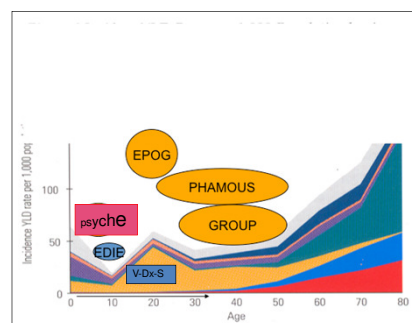 EPOG
100
PHAMOUS
psyche
GROUP
50
EDIE
V-Dx-S
0
0 10 20 30 40 50 60 70 80
Age
Incidence YLD rate per 1,000